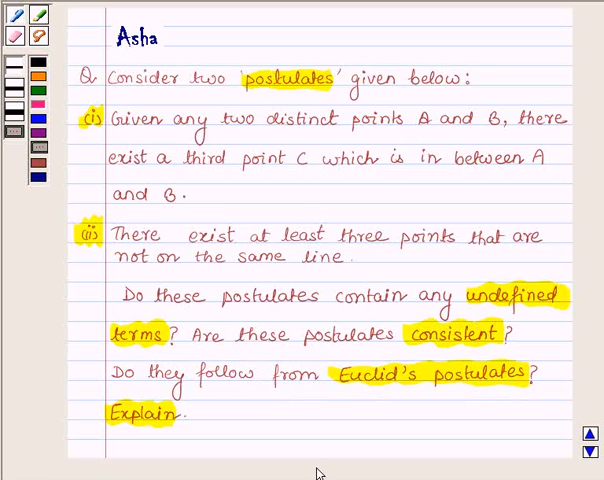 Asha
Q. Consider two 'postulates' given below:
(i) Given any two distinct points A and B, there
exist a third point C which is in between A
and B.
(ii) There exist at least three points that are
not on the same line.
Do these postulates contain any undefined
terms? Are these postulates consistent?
Do they follow from Euclid's postulates?
Explain.